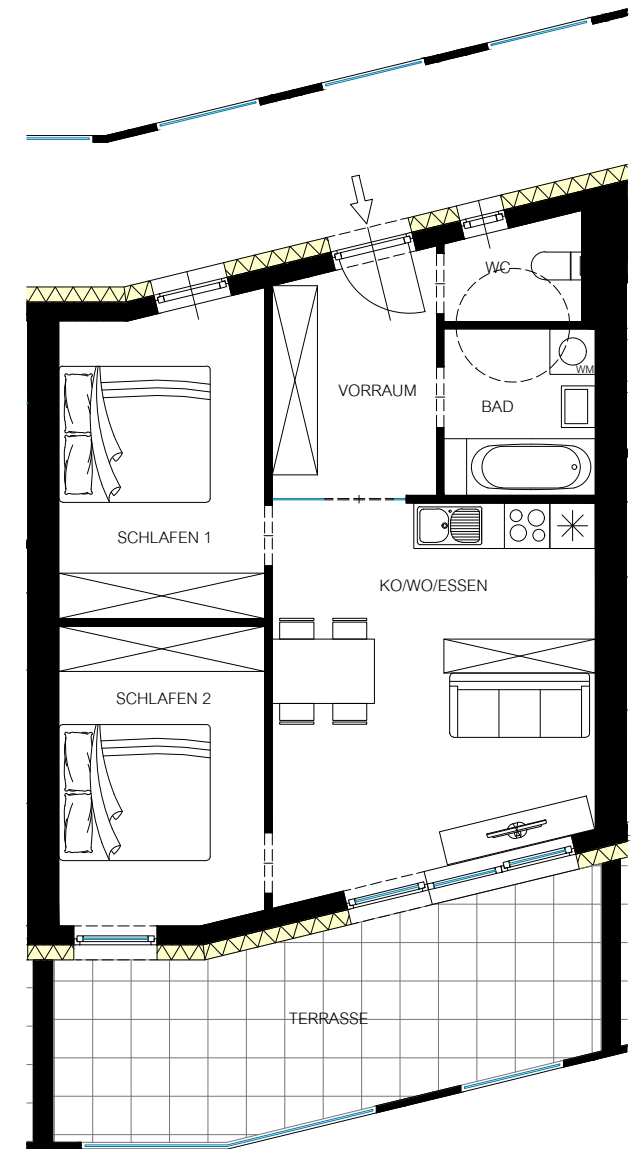 WC
WM
VORRAUM
BAD
SCHLAFEN 1
KO/WO/ESSEN
SCHLAFEN 2
TERRASSE